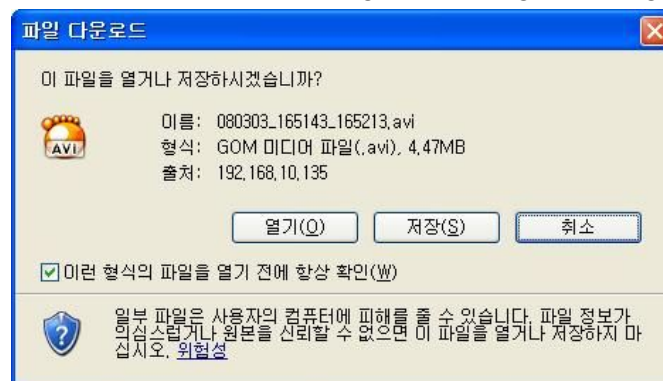 파일 다운로드
이 파일을 열거나 저장하시겠습니까?
AVI
이름: 080303_165143_165213,avi
형식: GOM 미디어 파일(,avi), 4,47MB
출처: 192,168,10,135
열기(O) 저장(S) 취소
이런 형식의 파일을 열기 전에 항상 확인(W)
일부 파일은 사용자의 컴퓨터에 피해를 줄 수 있습니다, 파일 정보가
의심스럽거나 원본을 신뢰할 수 없으면 이 파일을 열거나 저장하지 마
십시오, 위험성